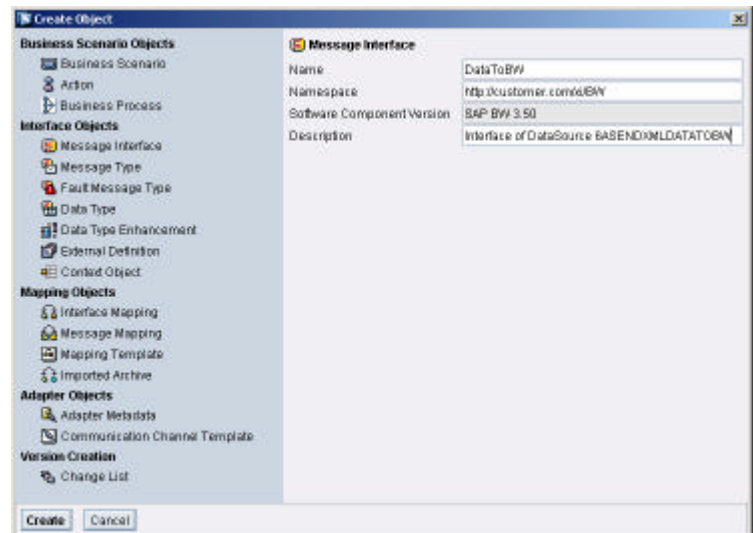 Create Object
Business Scenario Objects
Business Scenario
Action
Business Process
Interface Objects
Message Interface
Message Type
Fault Message Type
Data Type
Data Type Enhancement
External Definition
Context Object
Mapping Objects
Interface Mapping
Message Mapping
Mapping Template
Imported Archive
Adapter Objects
Adapter Metadata
Communication Channel Template
Version Creation
Change List
Message Interface
Name DataToBW
Namespace http://customer.com/xi/BW
Software Component Version SAP BW 3.50
Description Interface of DataSource 6ASENDXMLDATATOBW
Create Cancel